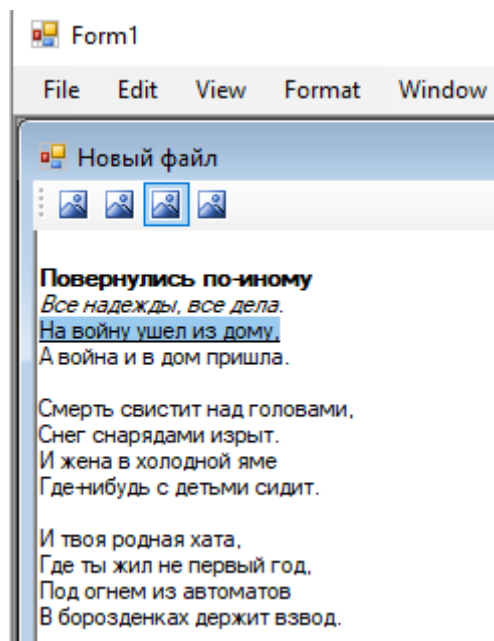 Form1
File Edit View Format Window
Новый файл
Повернулись по-иному
Все надежды, все дела.
На войну ушел из дому,
А война и в дом пришла.
Смерть свистит над головами,
Снег снарядами изрыт.
И жена в холодной яме
Где-нибудь с детьми сидит.
И твоя родная хата,
Где ты жил не первый год,
Под огнем из автоматов
В борозденках держит взвод.